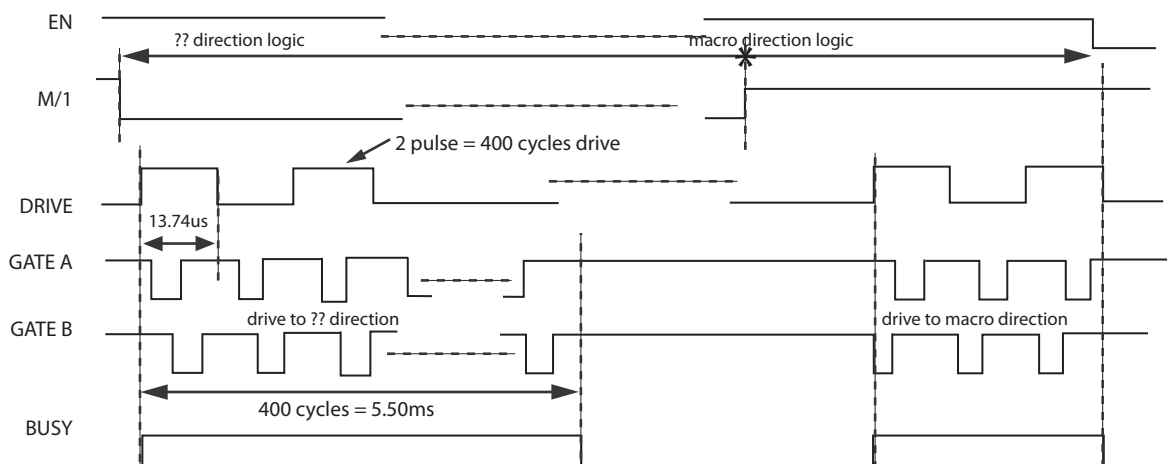 EN
?? direction logic
macro direction logic
M/1
2 pulse = 400 cycles drive
DRIVE
13.74us
GATE A
drive to ?? direction
drive to macro direction
GATE B
400 cycles = 5.50ms
BUSY